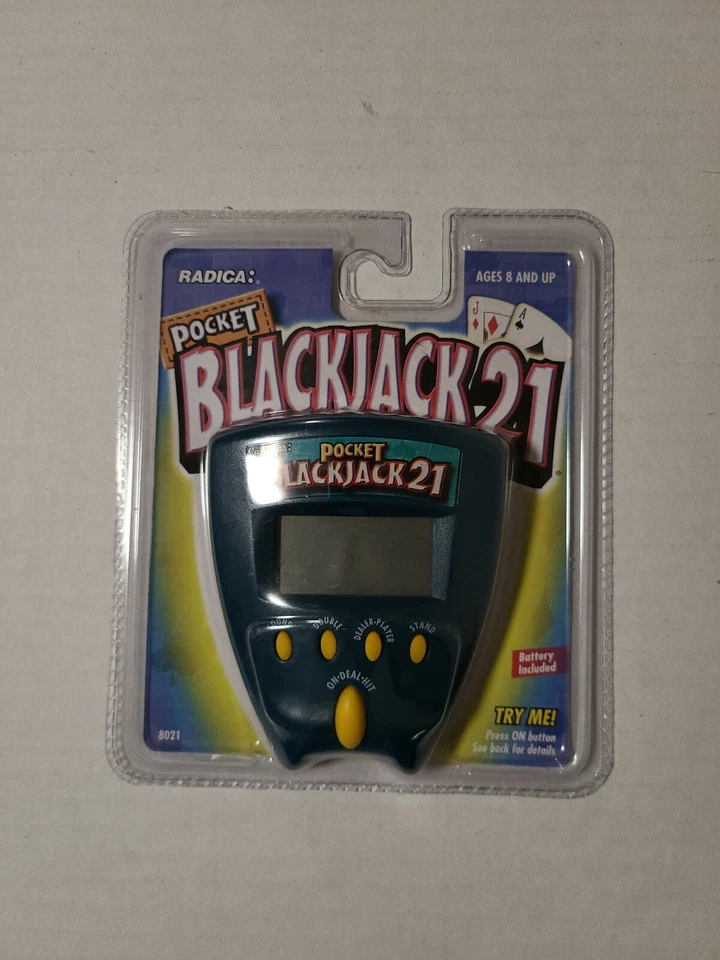 RADICA:
AGES 8 AND UP
POCKET
J
A
BLACKJACK 21
POCKET
BLACKJACK 21
DOUBLE
DEALER·PLAYER
STAND
ON·DEAL·HIT
Battery
Included
TRY ME!
Press ON button
See back for details
8021